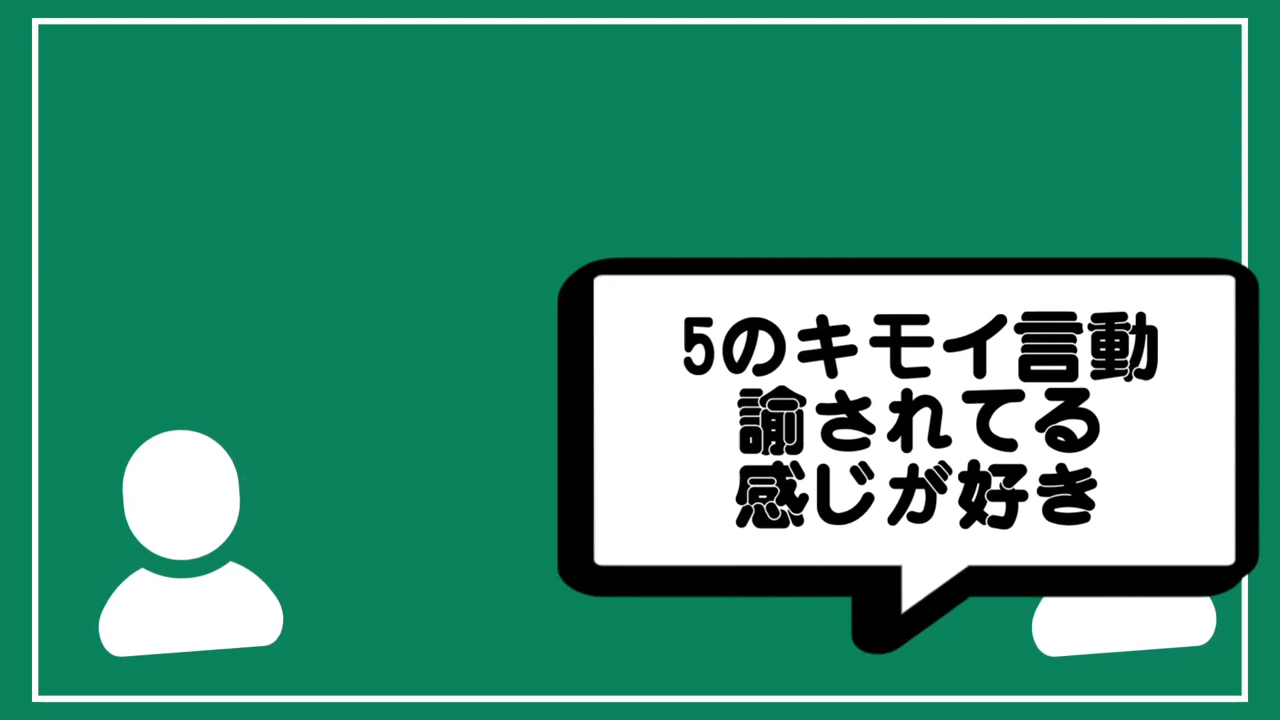 5のキモイ言動
諭されてる
感じが好き